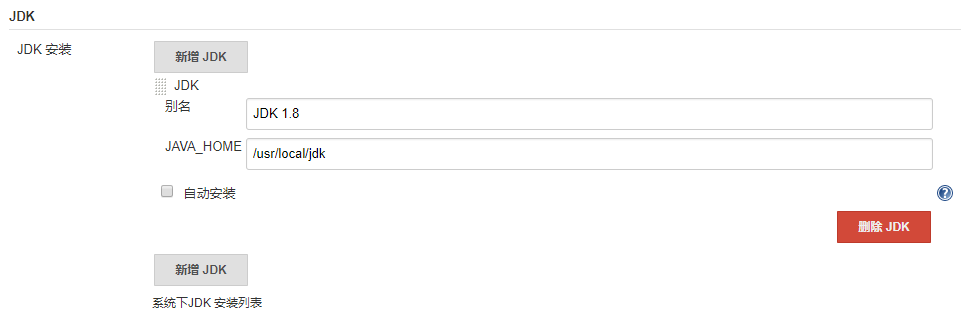 JDK
JDK 安装
新增 JDK
JDK
别名
JDK 1.8
JAVA_HOME
/usr/local/jdk
自动安装
?
删除 JDK
新增 JDK
系统下JDK 安装列表